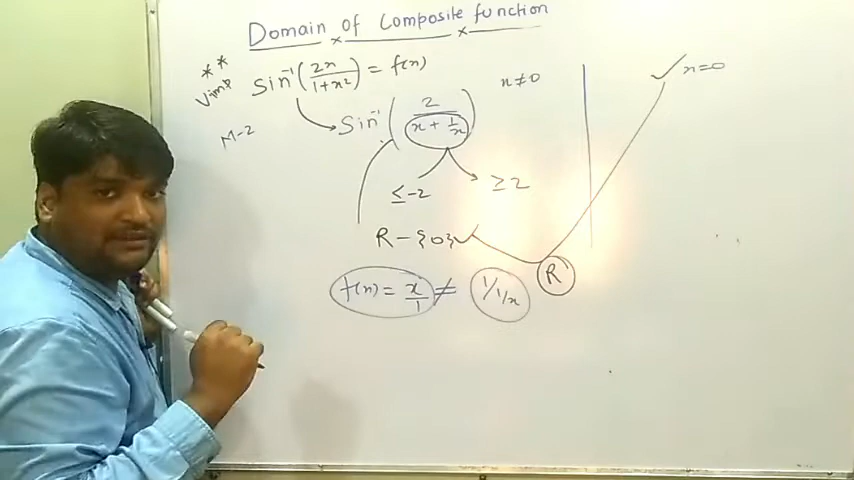 Domain of Composite function
** Vimp sin⁻¹(2x/1+x²) = f(x)
M-2 sin⁻¹(2/x + 1/x) x≠0
x=0
≤-2 ≥2
R - {0}
R
f(x) = x/1 ≠ 1/1/x